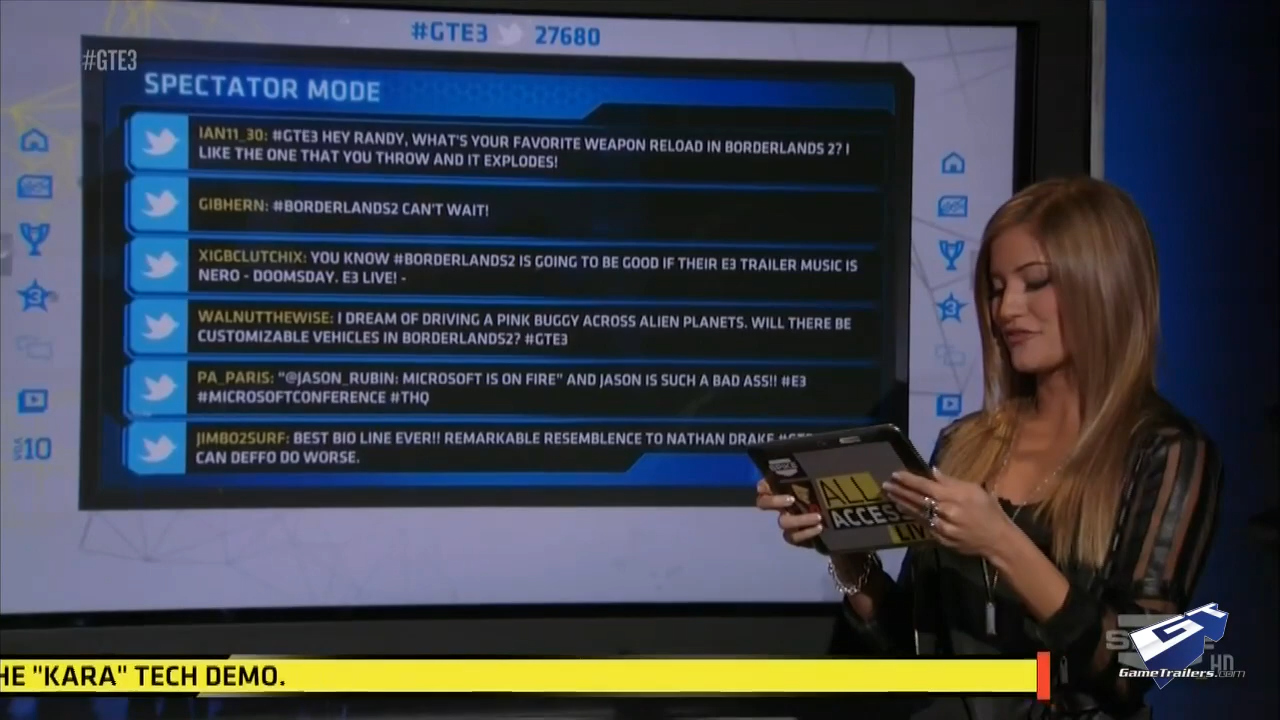 #GTE3 27680
#GTE3
SPECTATOR MODE
IAN11_30: #GTE3 HEY RANDY, WHAT'S YOUR FAVORITE WEAPON RELOAD IN BORDERLANDS 2? I
LIKE THE ONE THAT YOU THROW AND IT EXPLODES!
GIBHERN: #BORDERLANDS2 CAN'T WAIT!
XIGBCLUTCHIX: YOU KNOW #BORDERLANDS2 IS GOING TO BE GOOD IF THEIR E3 TRAILER MUSIC IS
NERO - DOOMSDAY. E3 LIVE! -
WALNUTTHEWISE: I DREAM OF DRIVING A PINK BUGGY ACROSS ALIEN PLANETS. WILL THERE BE
CUSTOMIZABLE VEHICLES IN BORDERLANDS2? #GTE3
PA_PARIS: "@JASON_RUBIN: MICROSOFT IS ON FIRE" AND JASON IS SUCH A BAD ASS!! #E3
#MICROSOFTCONFERENCE #THQ
JIMBO2SURF: BEST BIO LINE EVER!! REMARKABLE RESEMBLENCE TO NATHAN DRAKE
CAN DEFFO DO WORSE.
3
3
10
ALL
ACCESS
LIV
HE "KARA" TECH DEMO.
GT
HD
GameTrailers.com